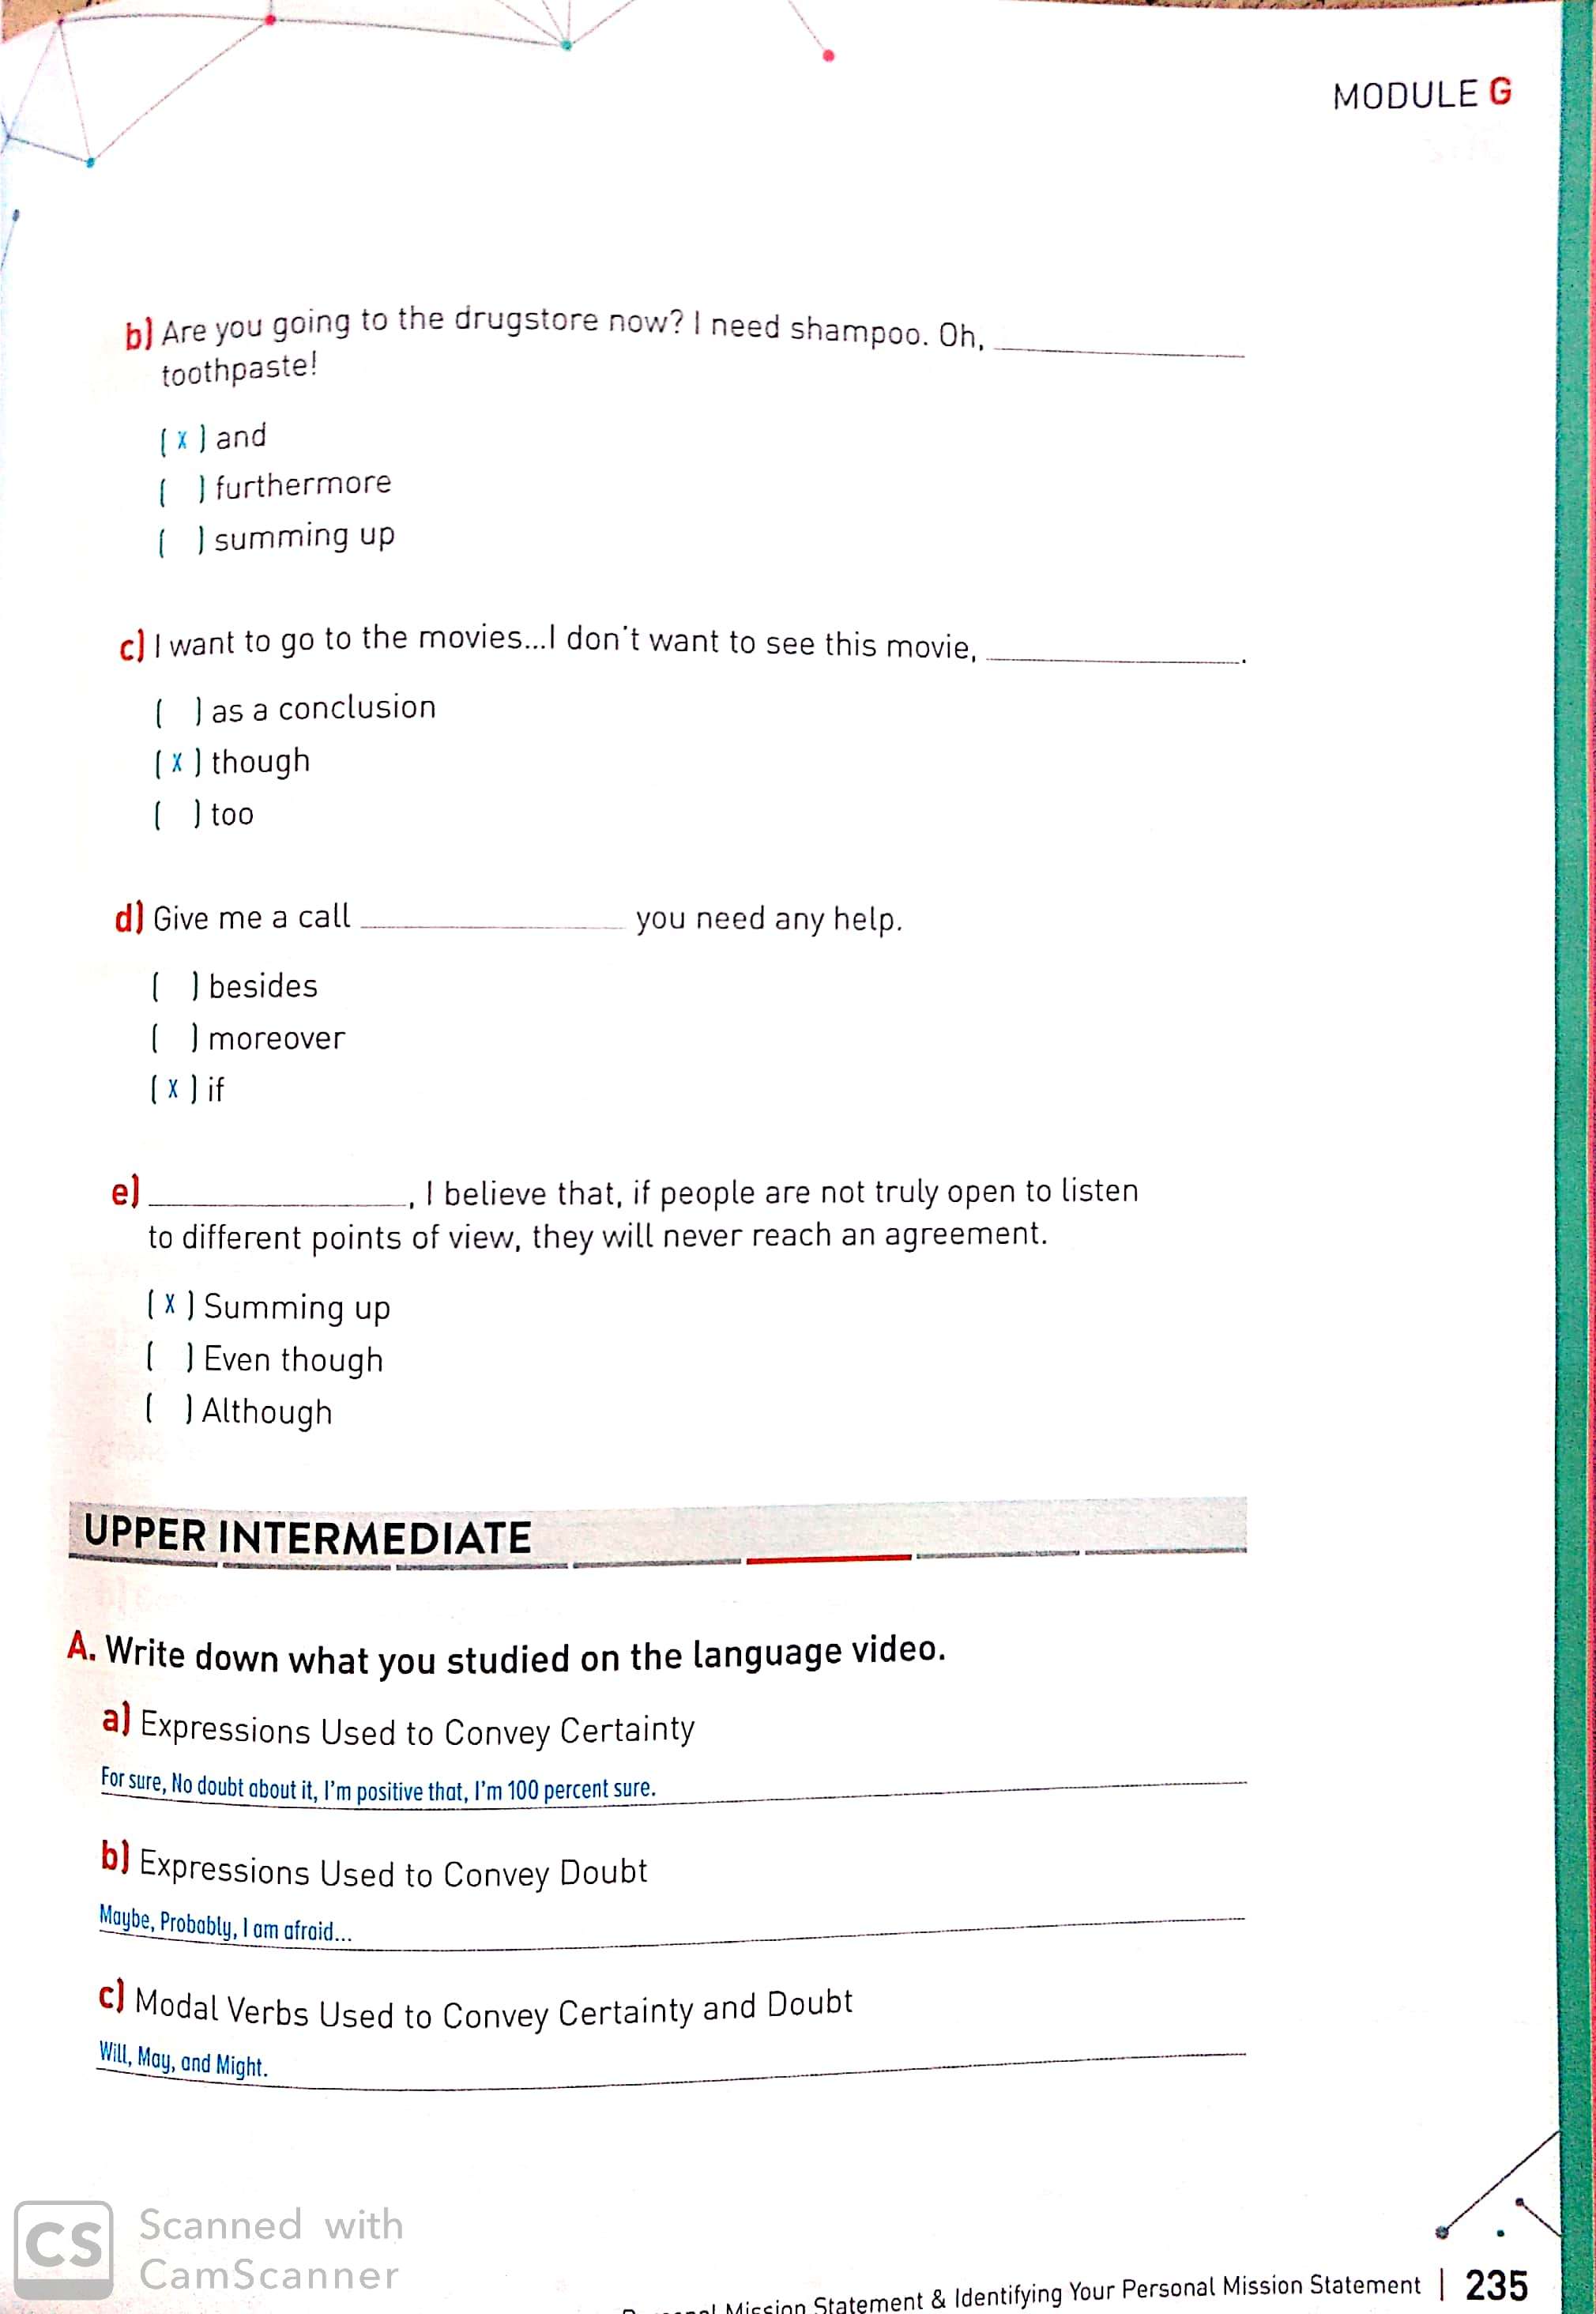 MODULE G
b) Are you going to the drugstore now? I need shampoo. Oh, ____________
toothpaste!
( x ) and
( ) furthermore
( ) summing up
c) I want to go to the movies...I don't want to see this movie, ____________.
( ) as a conclusion
( x ) though
( ) too
d) Give me a call ____________ you need any help.
( ) besides
( ) moreover
( x ) if
e) ____________, I believe that, if people are not truly open to listen
to different points of view, they will never reach an agreement.
( x ) Summing up
( ) Even though
( ) Although
UPPER INTERMEDIATE
A. Write down what you studied on the language video.
a) Expressions Used to Convey Certainty
For sure, No doubt about it, I'm positive that, I'm 100 percent sure.
b) Expressions Used to Convey Doubt
Maybe, Probably, I am afraid...
c) Modal Verbs Used to Convey Certainty and Doubt
Will, May, and Might.
CS Scanned with
CamScanner
Mission Statement & Identifying Your Personal Mission Statement | 235